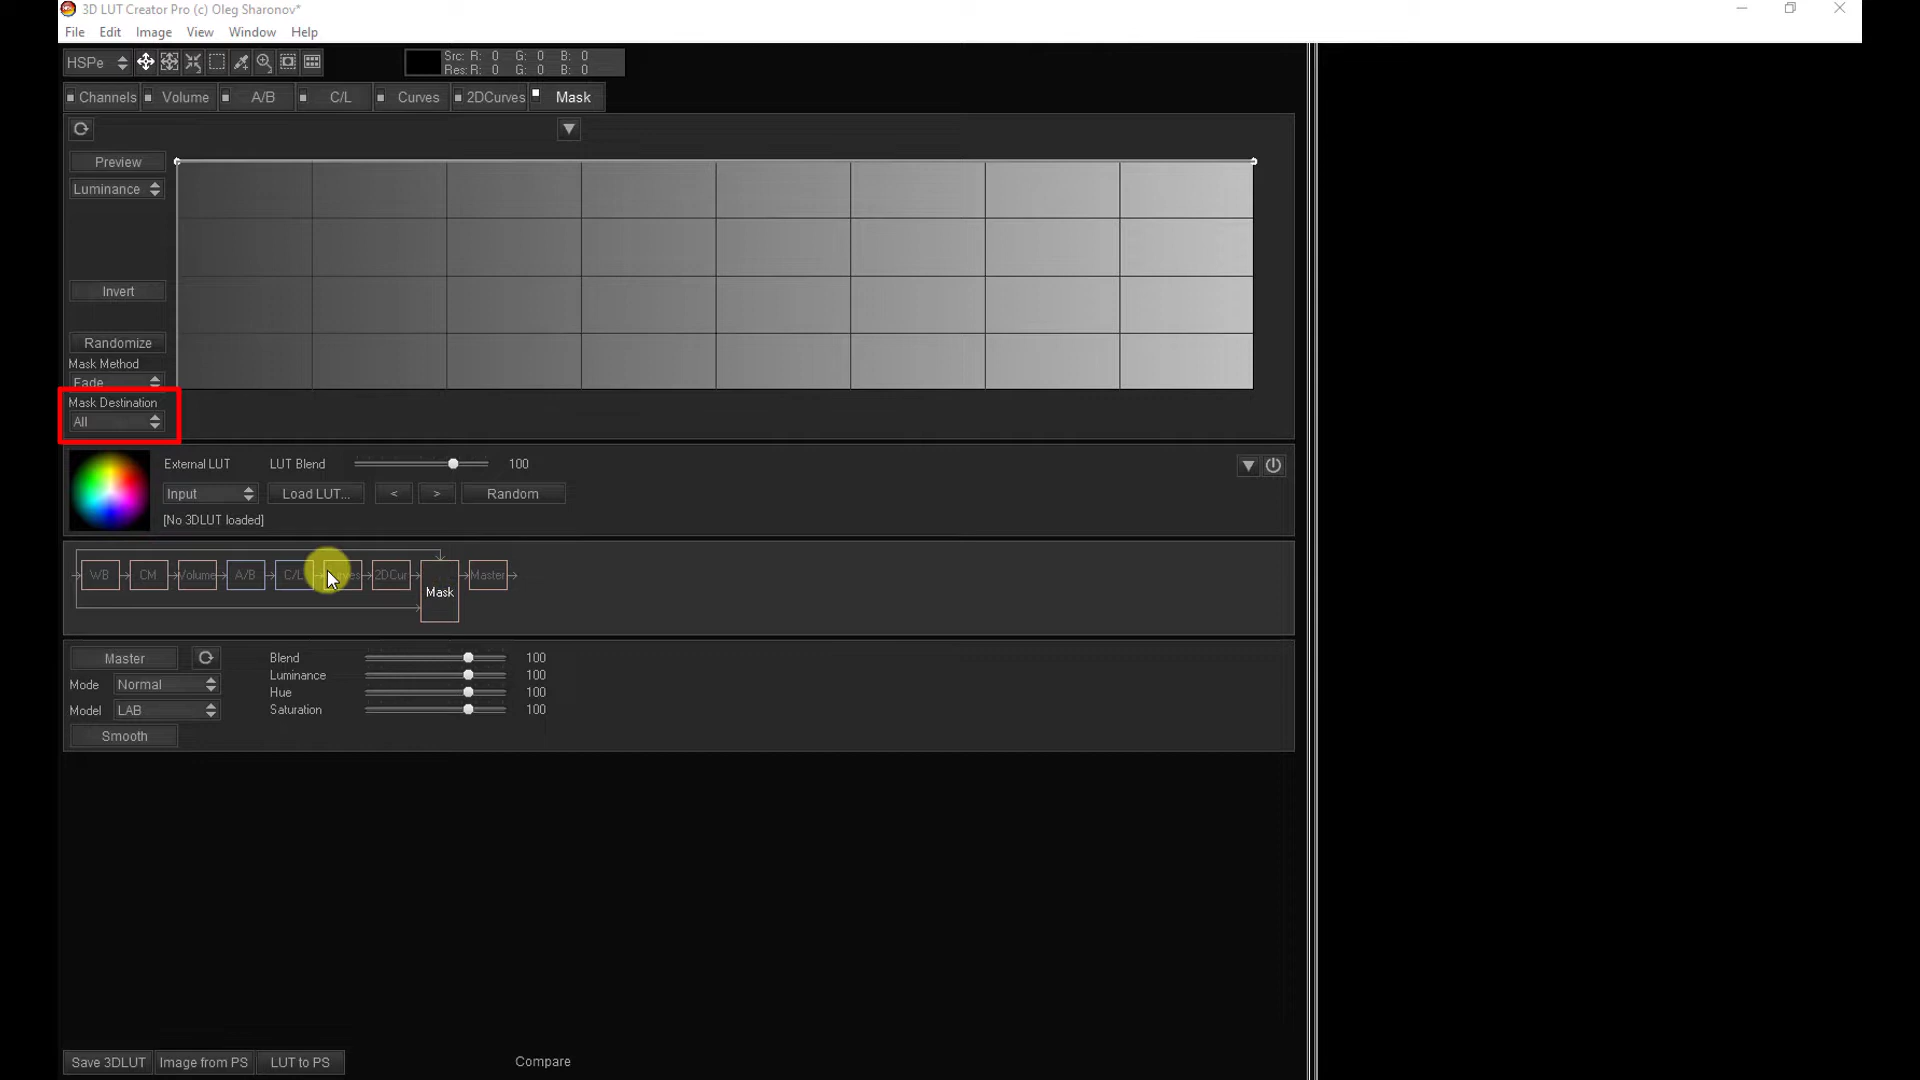 3D LUT Creator Pro (c) Oleg Sharonov*
File Edit Image View Window Help
HSPe
Src: R: 0 G: 0 B: 0
Res: R: 0 G: 0 B: 0
Channels Volume A/B C/L Curves 2DCurves Mask
Preview
Luminance
Invert
Randomize
Mask Method
Fade
Mask Destination
All
External LUT LUT Blend 100
Input Load LUT... < > Random
[No 3DLUT loaded]
WB CM Volume A/B C/L 2DCur Mask Master
Master Blend 100
Luminance 100
Mode Normal Hue 100
Model LAB Saturation 100
Smooth
Save 3DLUT Image from PS LUT to PS Compare